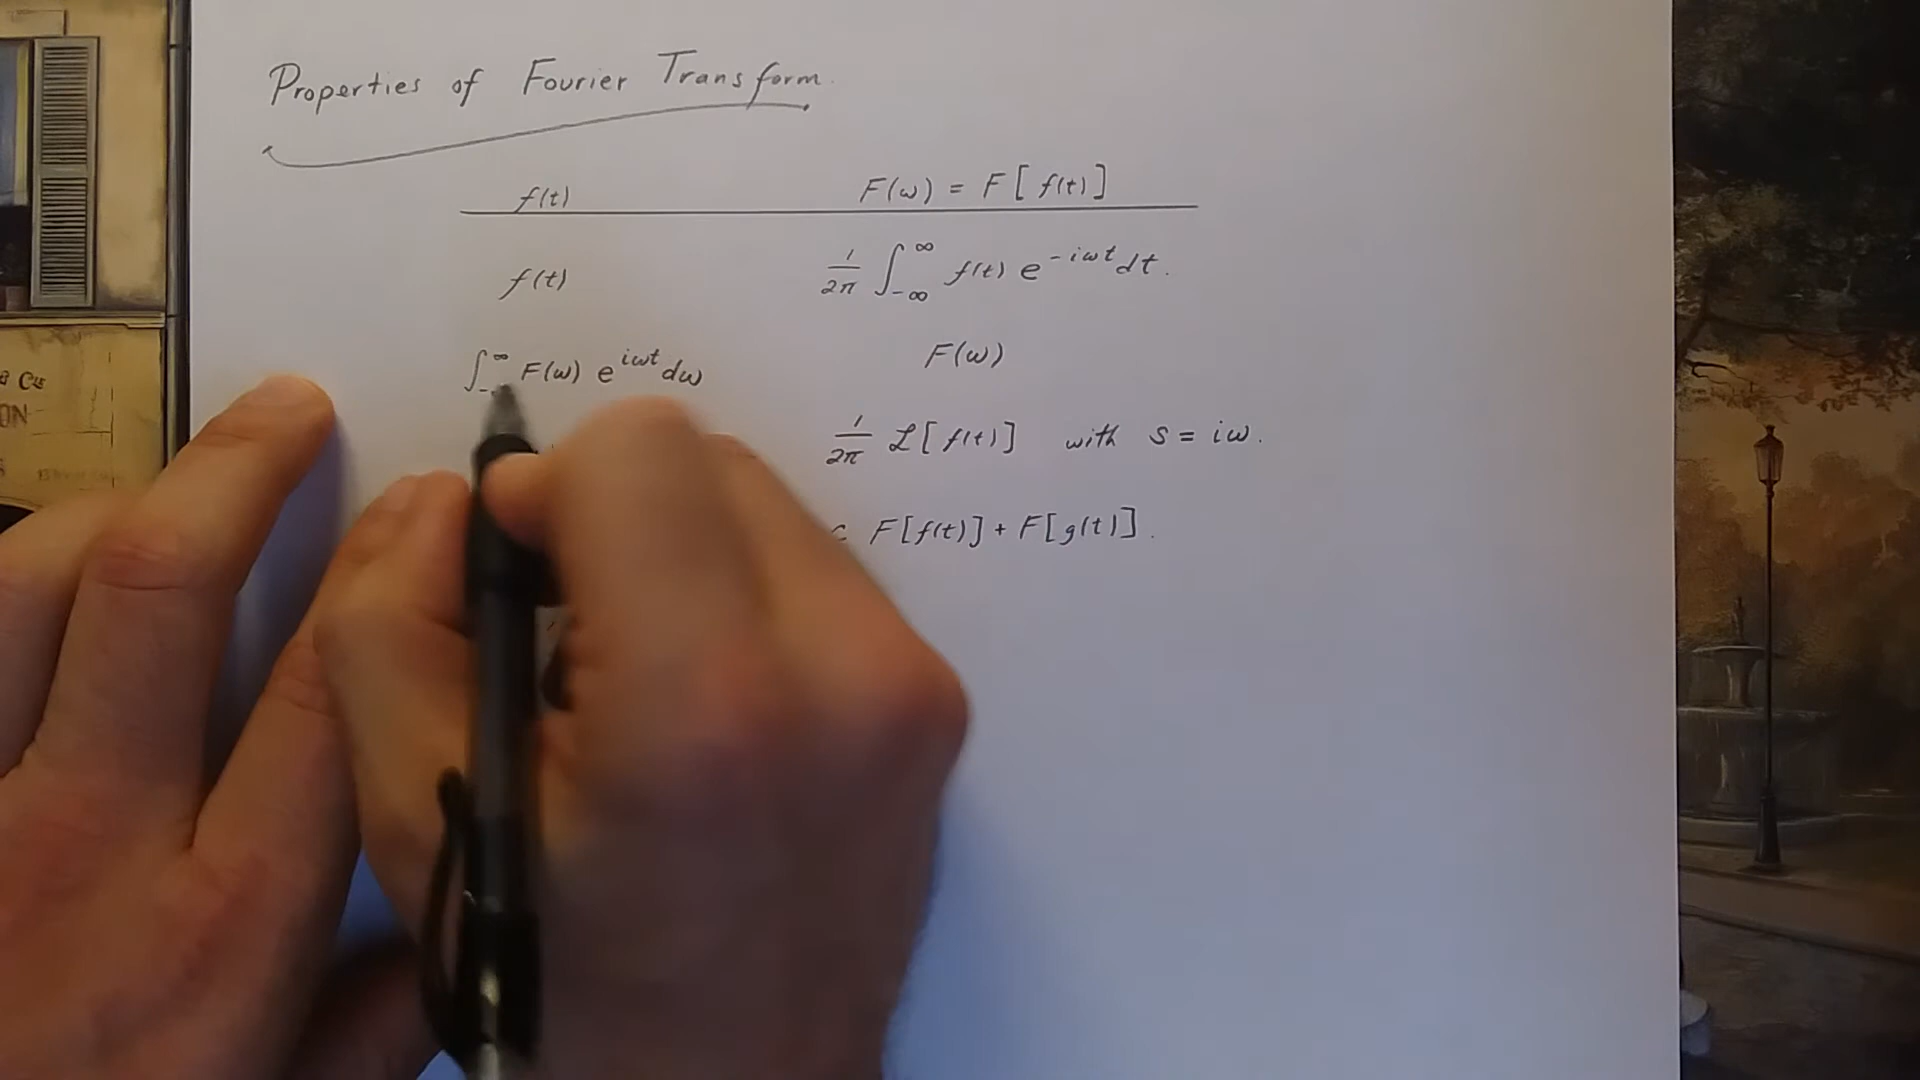 Properties of Fourier Transform.
f(t) F(ω) = F[f(t)]
f(t) 1/2π ∫_{-∞}^{∞} f(t) e^{-iωt} dt.
∫^{∞} F(ω) e^{iωt} dω F(ω)
1/2π ℒ[f(t)] with s = iω.
c F[f(t)] + F[g(t)].